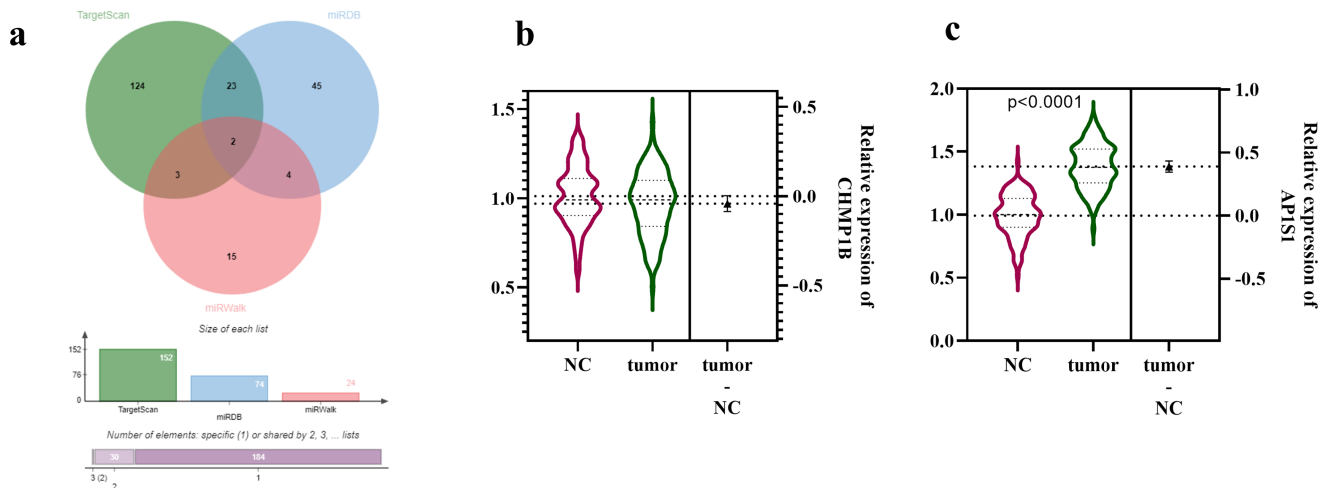 a
TargetScan
miRDB
124
23
45
2
3
4
15
miRWalk
Size of each list
152
76
0
152
74
24
TargetScan
miRDB
miRWalk
Number of elements: specific (1) or shared by 2, 3, ... lists
30
184
3 (2)
2
1
b
1.5
1.0
0.5
0.5
0.0
-0.5
Relative expression of
CHMP1B
NC
tumor
tumor
-
NC
c
p<0.0001
2.0
1.5
1.0
0.5
0.0
1.0
0.5
0.0
-0.5
Relative expression of
AP1S1
NC
tumor
tumor
-
NC